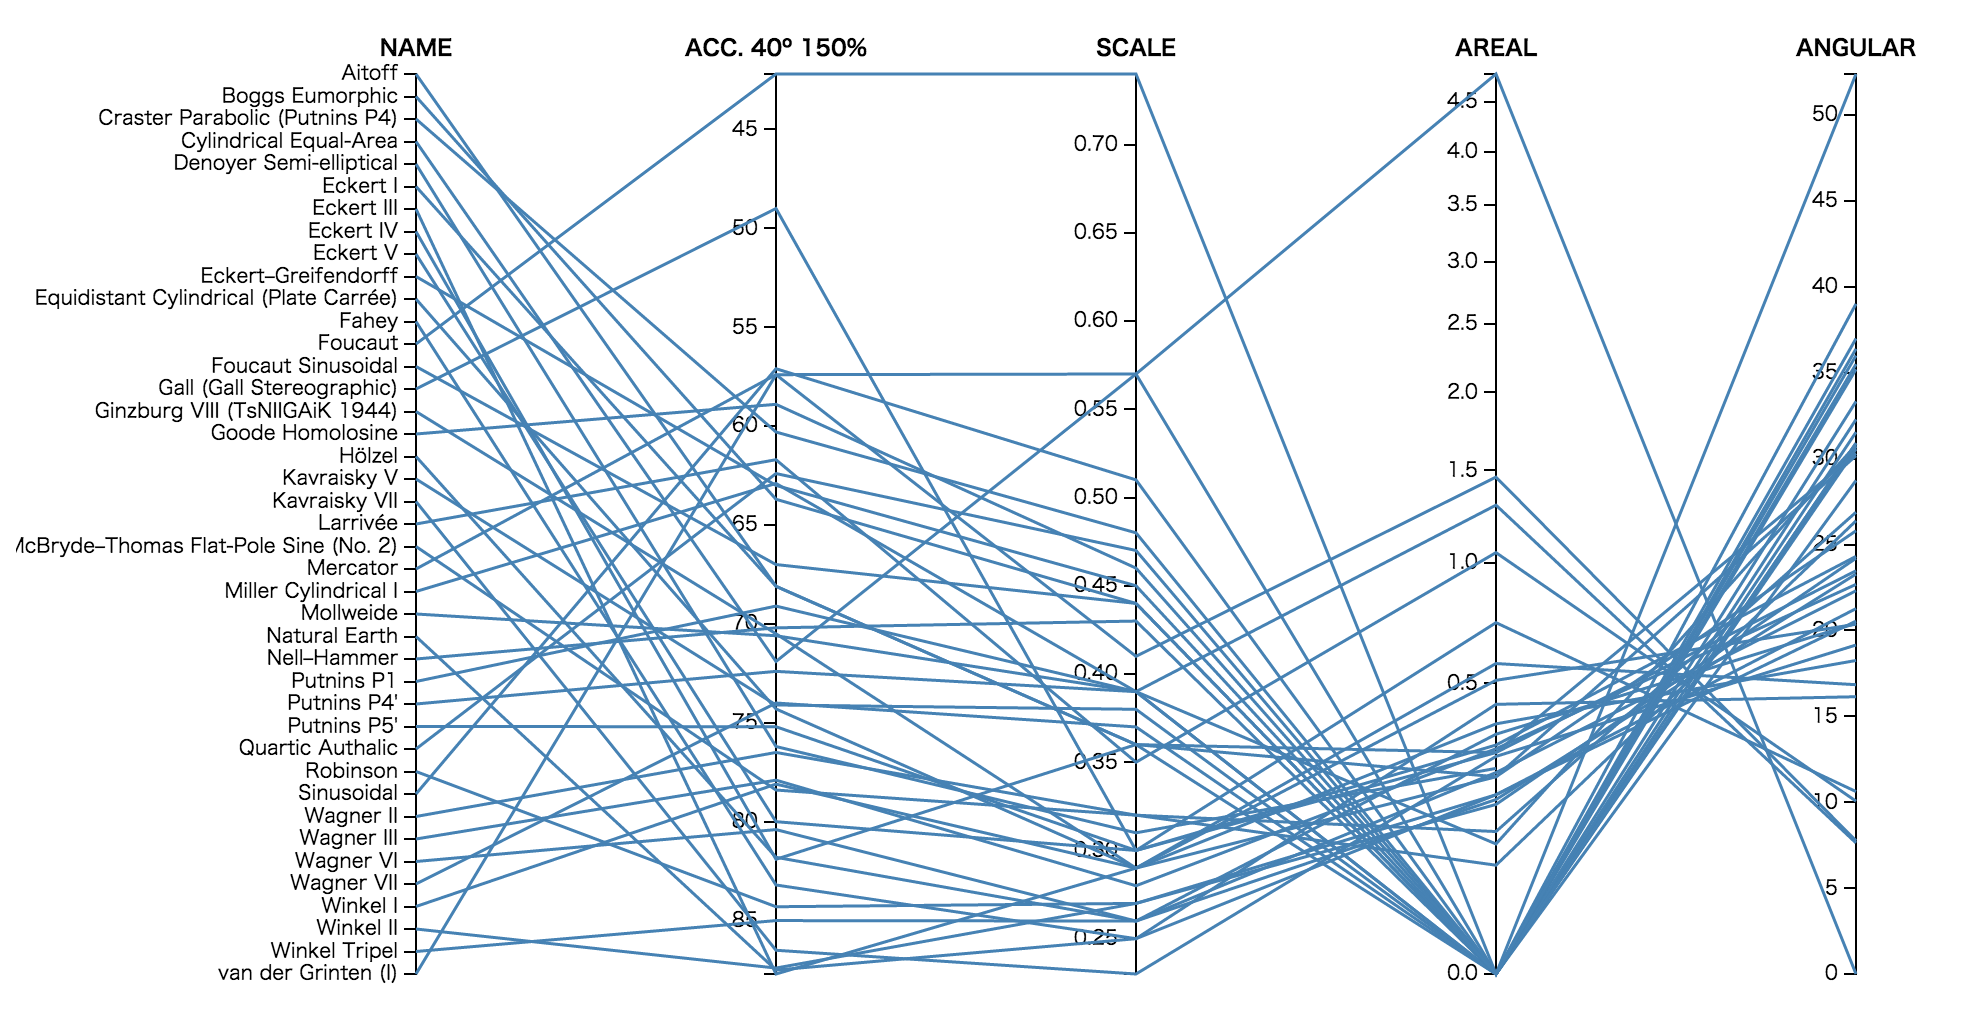 NAME
Aitoff
Boggs Eumorphic
Craster Parabolic (Putnins P4)
Cylindrical Equal-Area
Denoyer Semi-elliptical
Eckert I
Eckert III
Eckert IV
Eckert V
Eckert–Greifendorff
Equidistant Cylindrical (Plate Carrée)
Fahey
Foucaut
Foucaut Sinusoidal
Gall (Gall Stereographic)
Ginzburg VIII (TsNIIGAiK 1944)
Goode Homolosine
Hölzel
Kavraisky V
Kavraisky VII
Larrivée
McBryde–Thomas Flat-Pole Sine (No. 2)
Mercator
Miller Cylindrical I
Mollweide
Natural Earth
Nell–Hammer
Putnins P1
Putnins P4'
Putnins P5'
Quartic Authalic
Robinson
Sinusoidal
Wagner II
Wagner III
Wagner VI
Wagner VII
Winkel I
Winkel II
Winkel Tripel
van der Grinten (I)
ACC. 40º 150%
45
50
55
60
65
70
75
80
85
SCALE
0.70
0.65
0.60
0.55
0.50
0.45
0.40
0.35
0.30
0.25
AREAL
4.5
4.0
3.5
3.0
2.5
2.0
1.5
1.0
0.5
0.0
ANGULAR
50
45
40
35
30
25
20
15
10
5
0